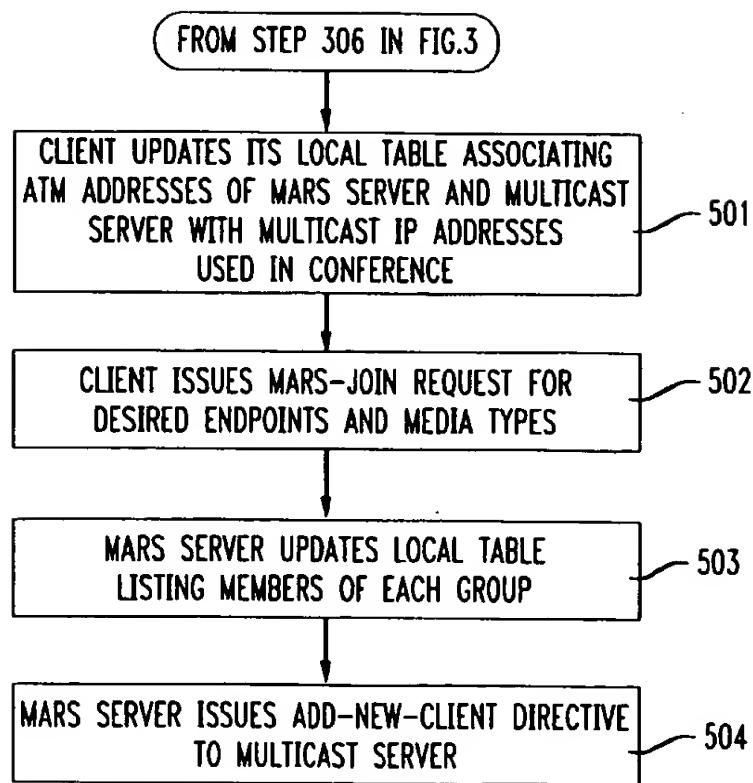 FROM STEP 306 IN FIG.3
CLIENT UPDATES ITS LOCAL TABLE ASSOCIATING
ATM ADDRESSES OF MARS SERVER AND MULTICAST
SERVER WITH MULTICAST IP ADDRESSES
USED IN CONFERENCE
501
CLIENT ISSUES MARS-JOIN REQUEST FOR
DESIRED ENDPOINTS AND MEDIA TYPES
502
MARS SERVER UPDATES LOCAL TABLE
LISTING MEMBERS OF EACH GROUP
503
MARS SERVER ISSUES ADD-NEW-CLIENT DIRECTIVE
TO MULTICAST SERVER
504